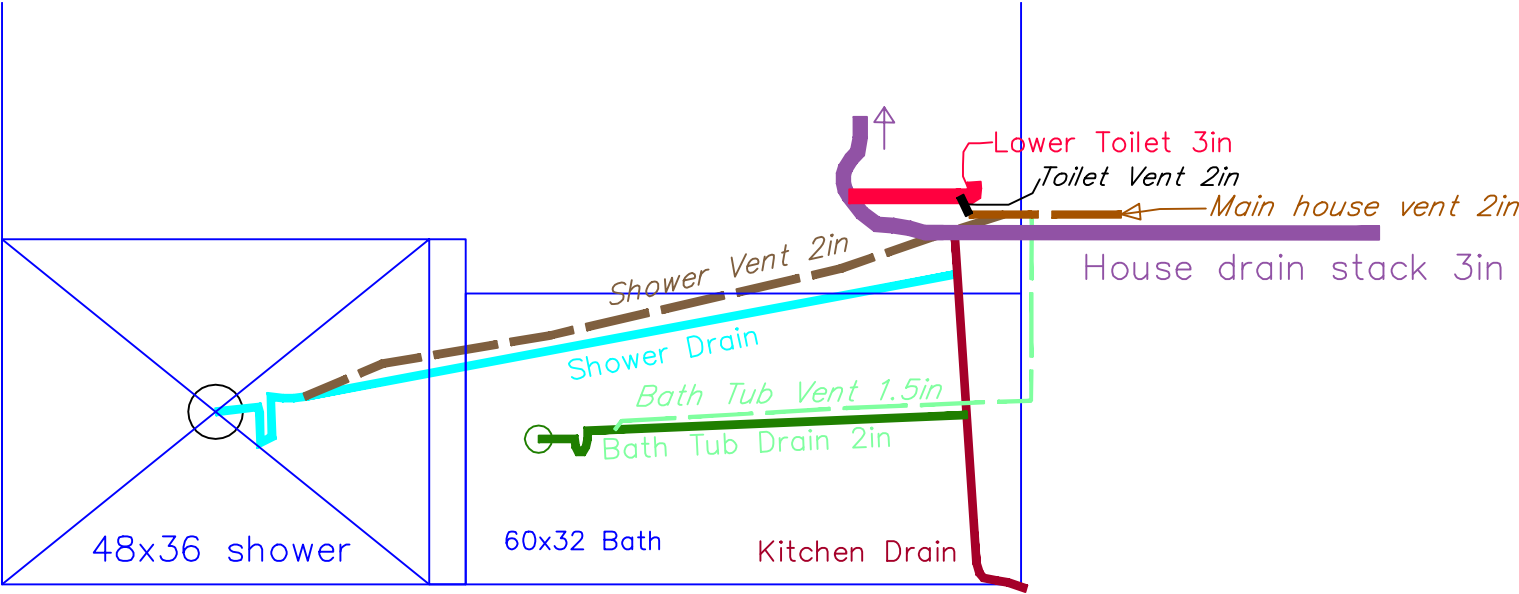 Lower Toilet 3in
Toilet Vent 2in
Main house vent 2in
Shower Vent 2in
House drain stack 3in
Shower Drain
Bath Tub Vent 1.5in
Bath Tub Drain 2in
48x36 shower
60x32 Bath
Kitchen Drain